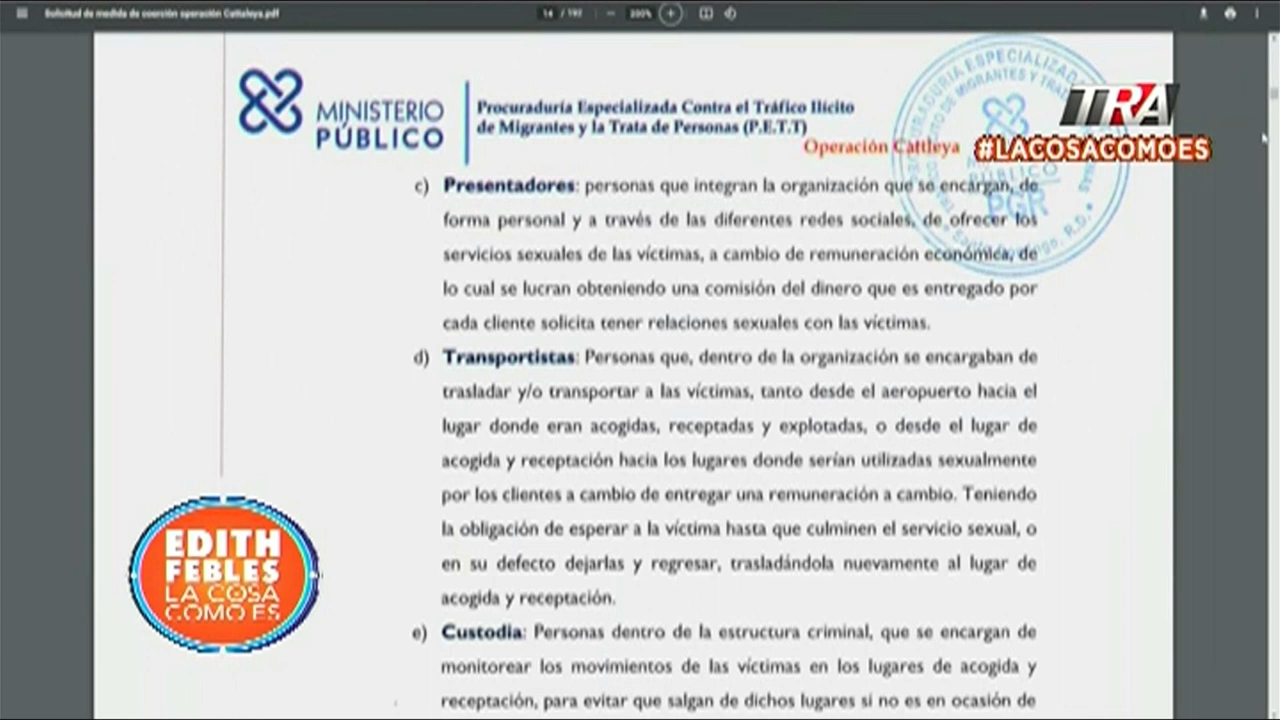 Solicitud de medida de coerción operación Cattleya.pdf
14 / 192
200%
MINISTERIO
PÚBLICO
Procuraduría Especializada Contra el Tráfico Ilícito
de Migrantes y la Trata de Personas (P.E.T.T)
Operación Cattleya
TRA
#LACOSACOMOES
PGR
Santo Domingo, R.D.
c) Presentadores: personas que integran la organización que se encargan, de
forma personal y a través de las diferentes redes sociales, de ofrecer los
servicios sexuales de las víctimas, a cambio de remuneración económica, de
lo cual se lucran obteniendo una comisión del dinero que es entregado por
cada cliente solicita tener relaciones sexuales con las víctimas.
d) Transportistas: Personas que, dentro de la organización se encargaban de
trasladar y/o transportar a las víctimas, tanto desde el aeropuerto hacia el
lugar donde eran acogidas, receptadas y explotadas, o desde el lugar de
acogida y receptación hacia los lugares donde serían utilizadas sexualmente
por los clientes a cambio de entregar una remuneración a cambio. Teniendo
la obligación de esperar a la víctima hasta que culminen el servicio sexual, o
en su defecto dejarlas y regresar, trasladándola nuevamente al lugar de
acogida y receptación.
e) Custodia: Personas dentro de la estructura criminal, que se encargan de
monitorear los movimientos de las víctimas en los lugares de acogida y
receptación, para evitar que salgan de dichos lugares si no es en ocasión de
EDITH
FEBLES
LA COSA
COMO ES